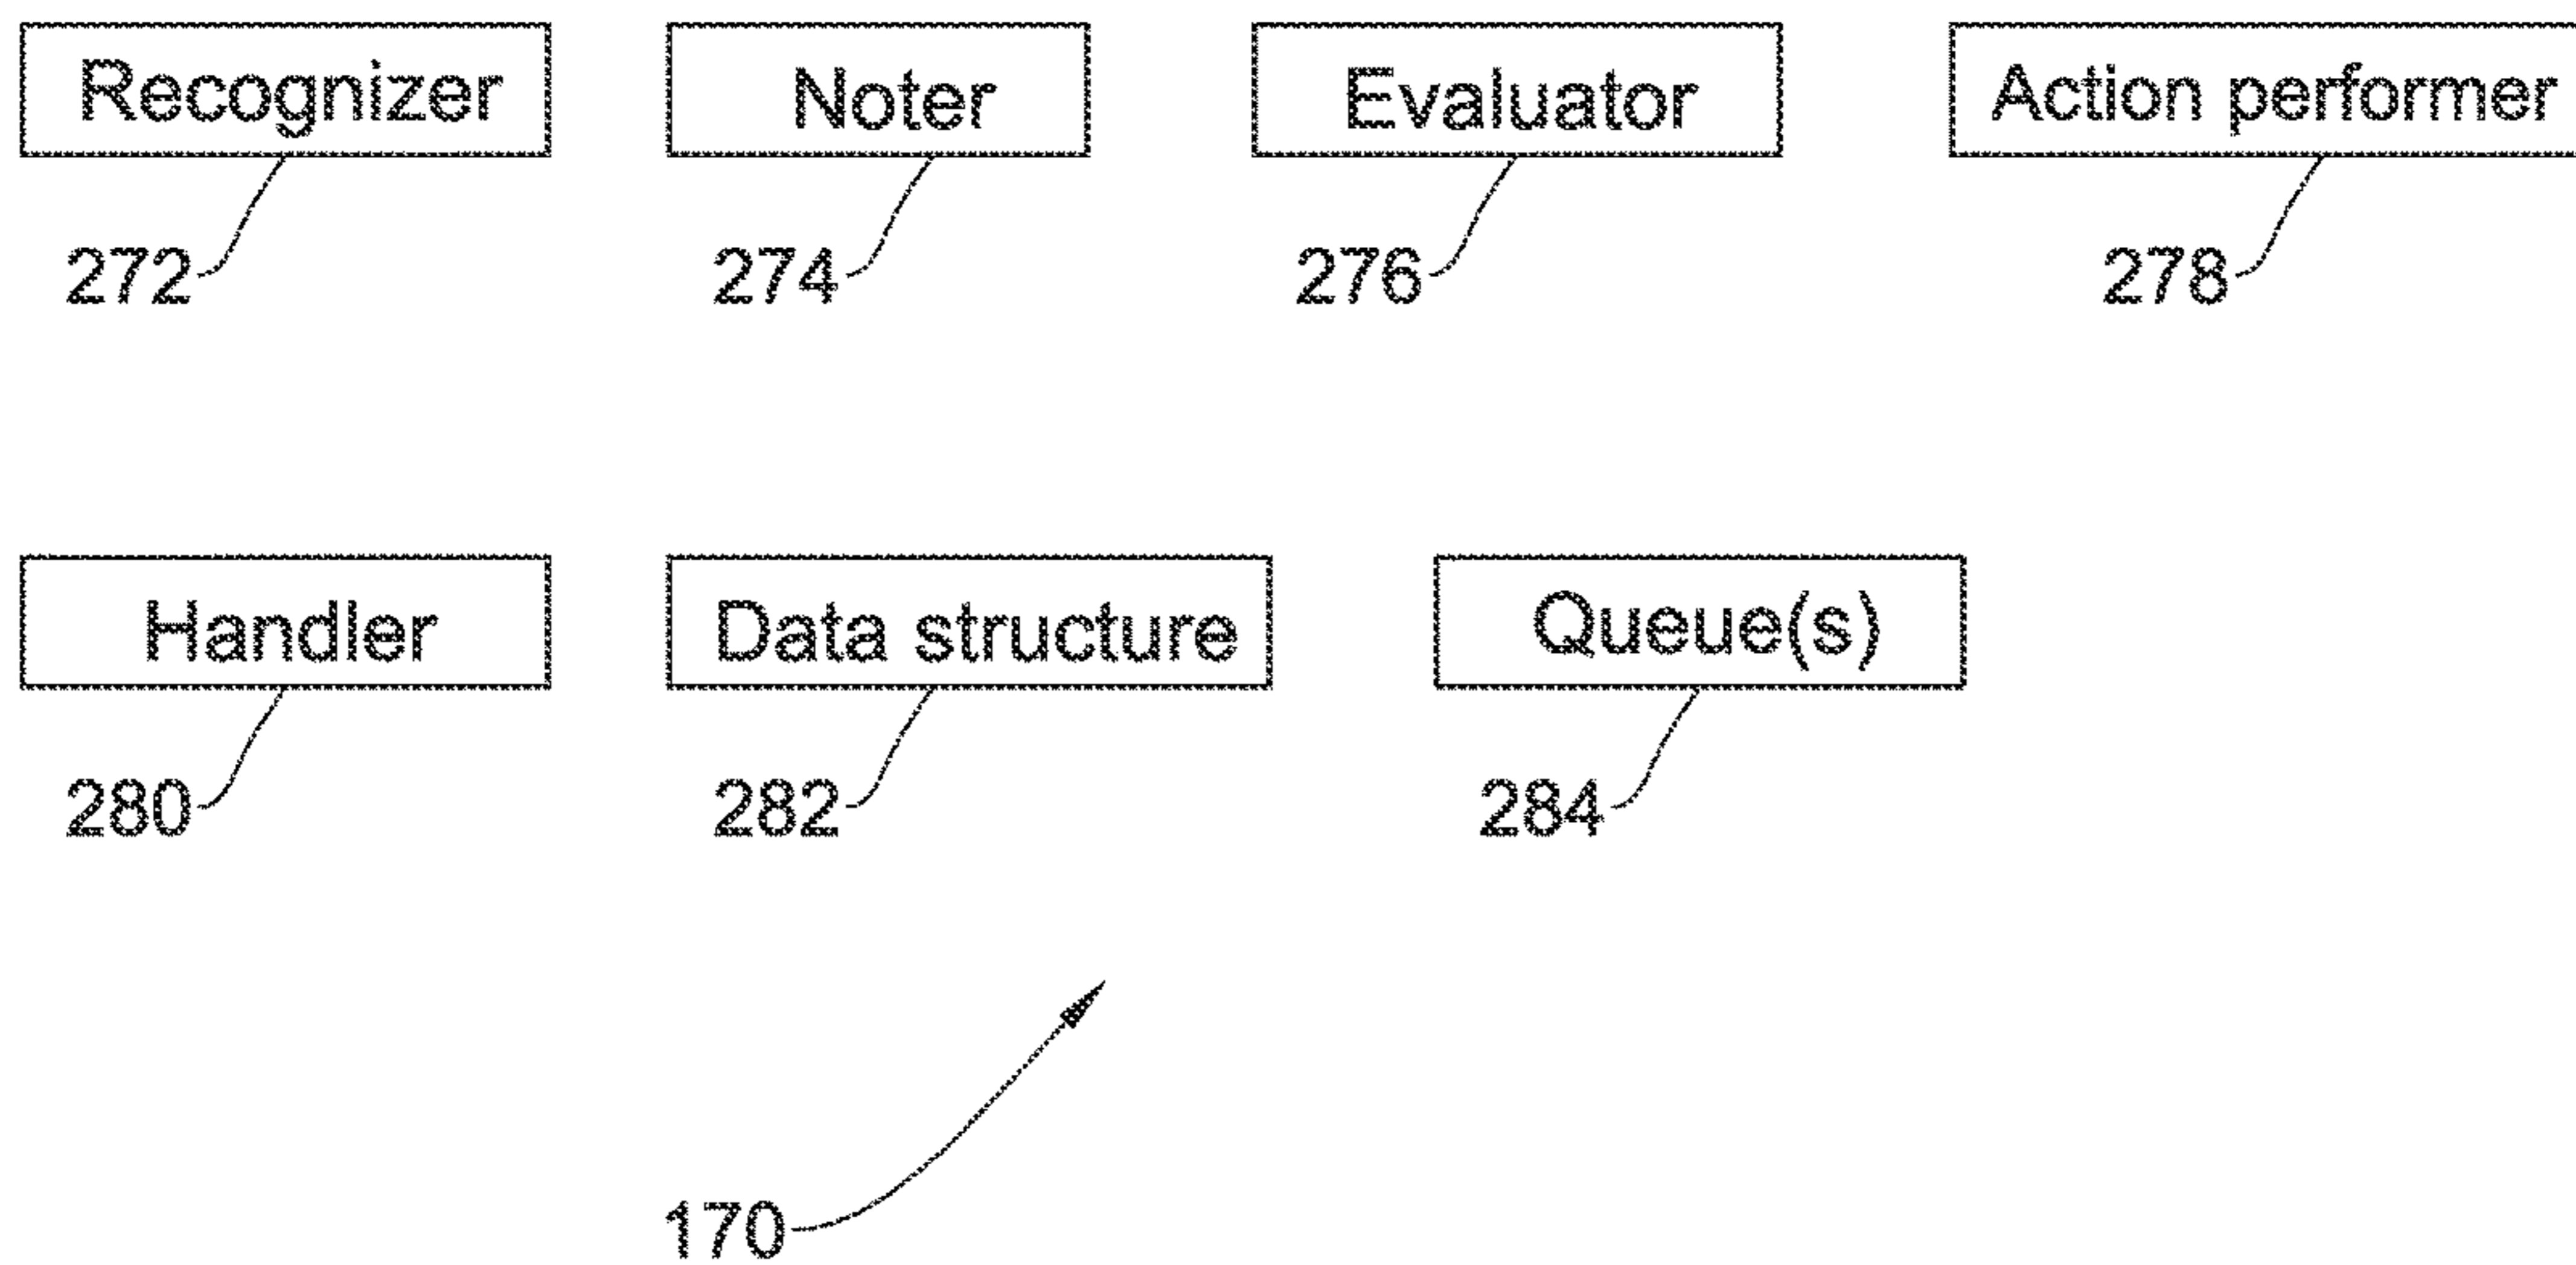 Recognizer
Noter
Evaluator
Action performer
272
274
276
278
Handler
Data structure
Queue(s)
280
282
284
170